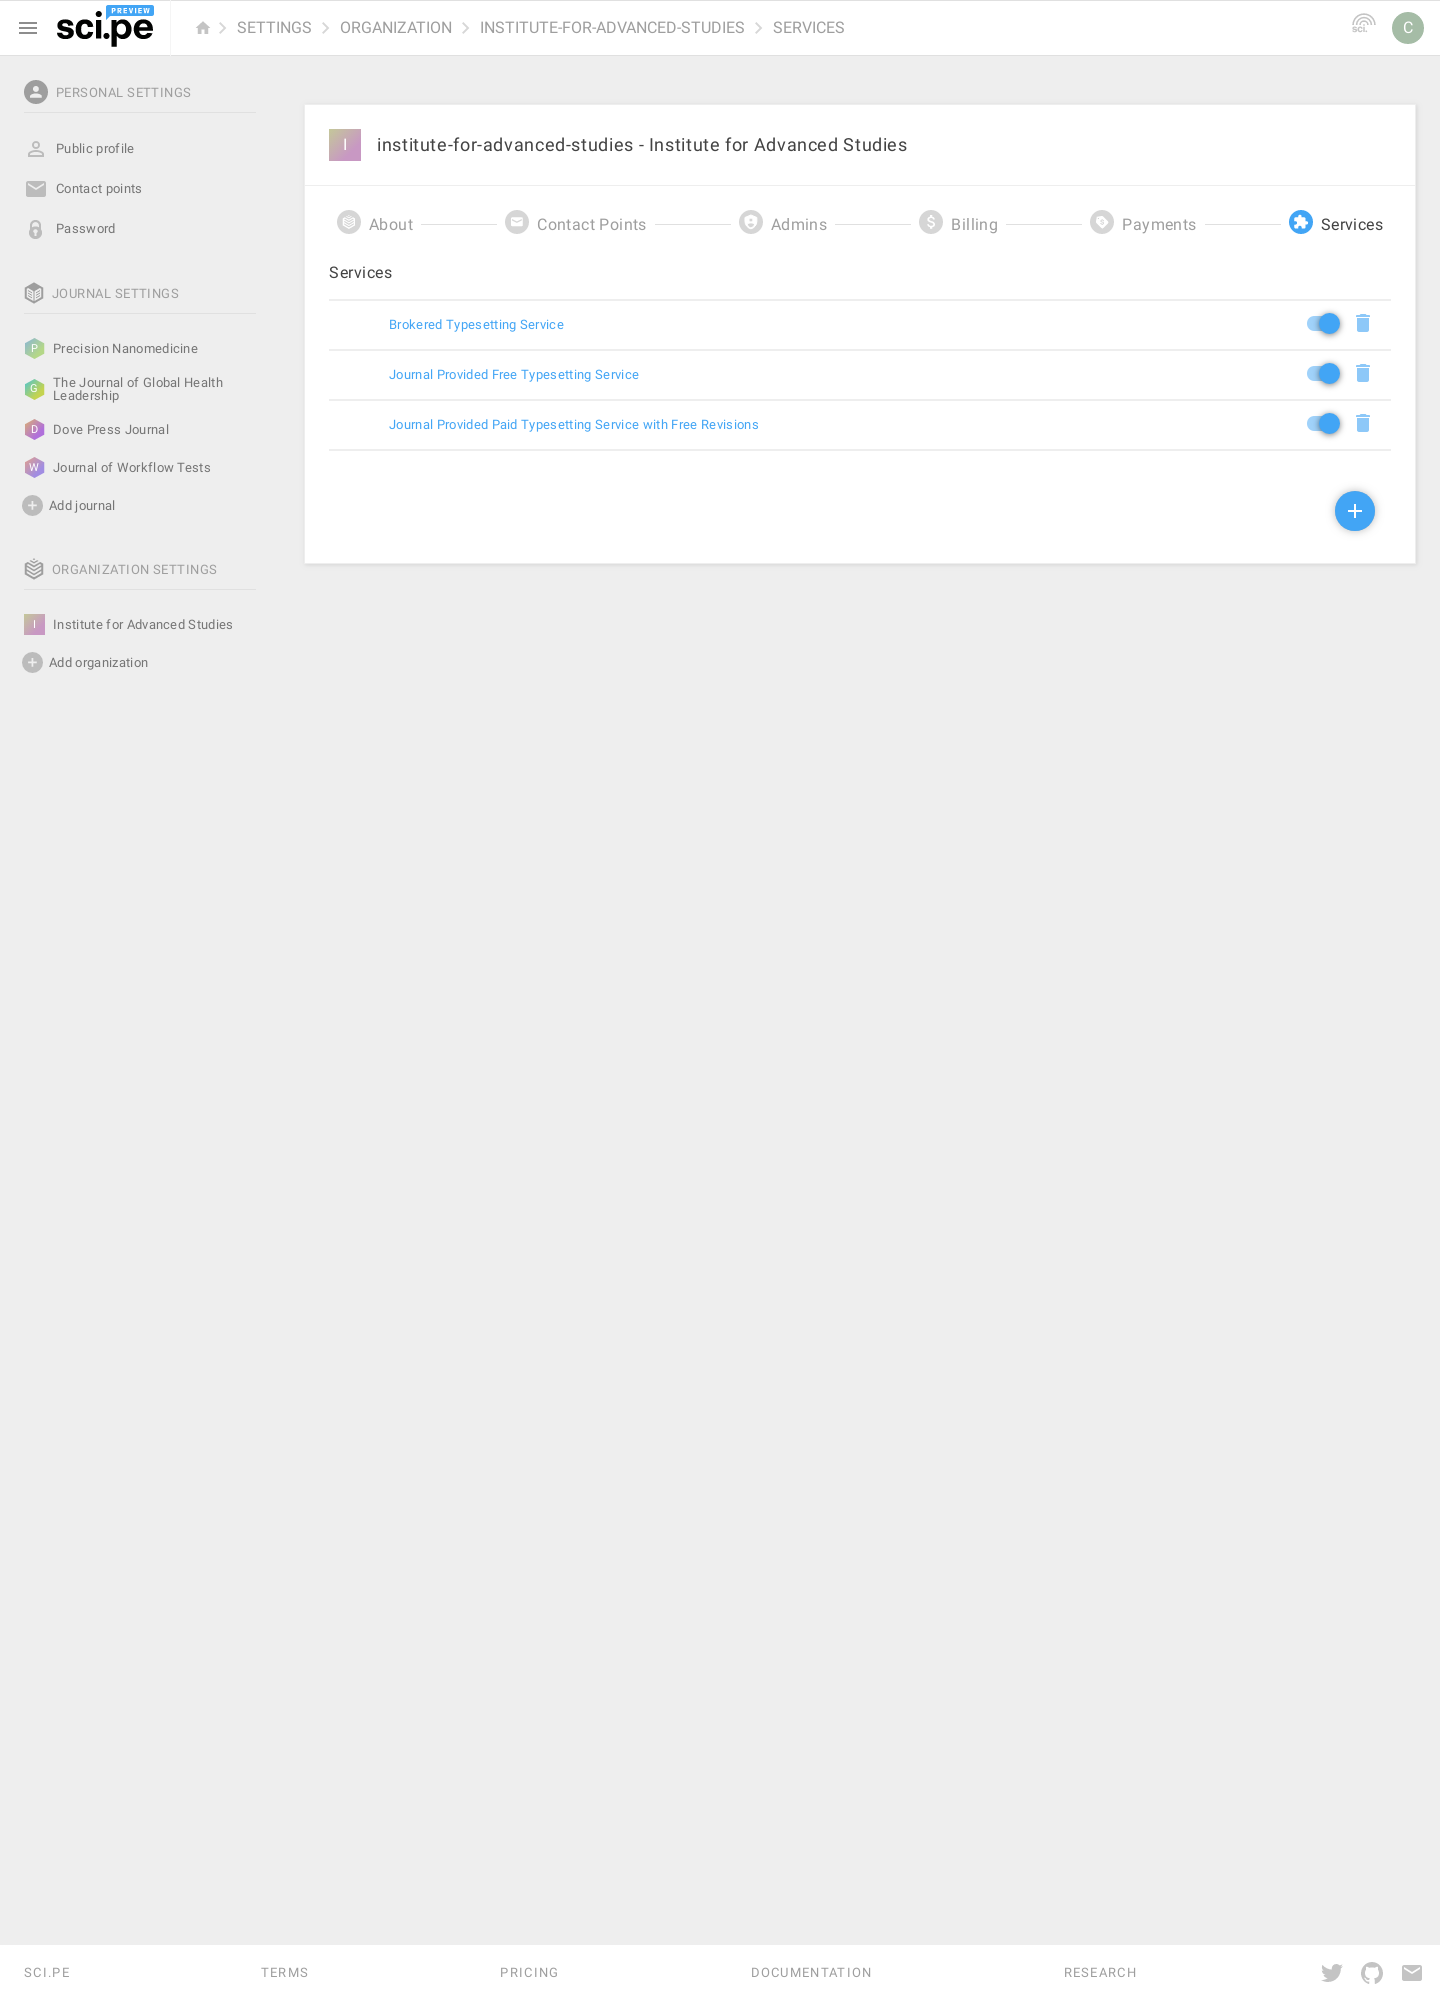 PREVIEW
sci.pe
SETTINGS
ORGANIZATION
INSTITUTE-FOR-ADVANCED-STUDIES
SERVICES
sci.
C
PERSONAL SETTINGS
Public profile
Contact points
Password
JOURNAL SETTINGS
P Precision Nanomedicine
G The Journal of Global Health
Leadership
D Dove Press Journal
W Journal of Workflow Tests
Add journal
ORGANIZATION SETTINGS
I Institute for Advanced Studies
Add organization
I institute-for-advanced-studies - Institute for Advanced Studies
About
Contact Points
Admins
Billing
Payments
Services
Services
Brokered Typesetting Service
Journal Provided Free Typesetting Service
Journal Provided Paid Typesetting Service with Free Revisions
SCI.PE
TERMS
PRICING
DOCUMENTATION
RESEARCH